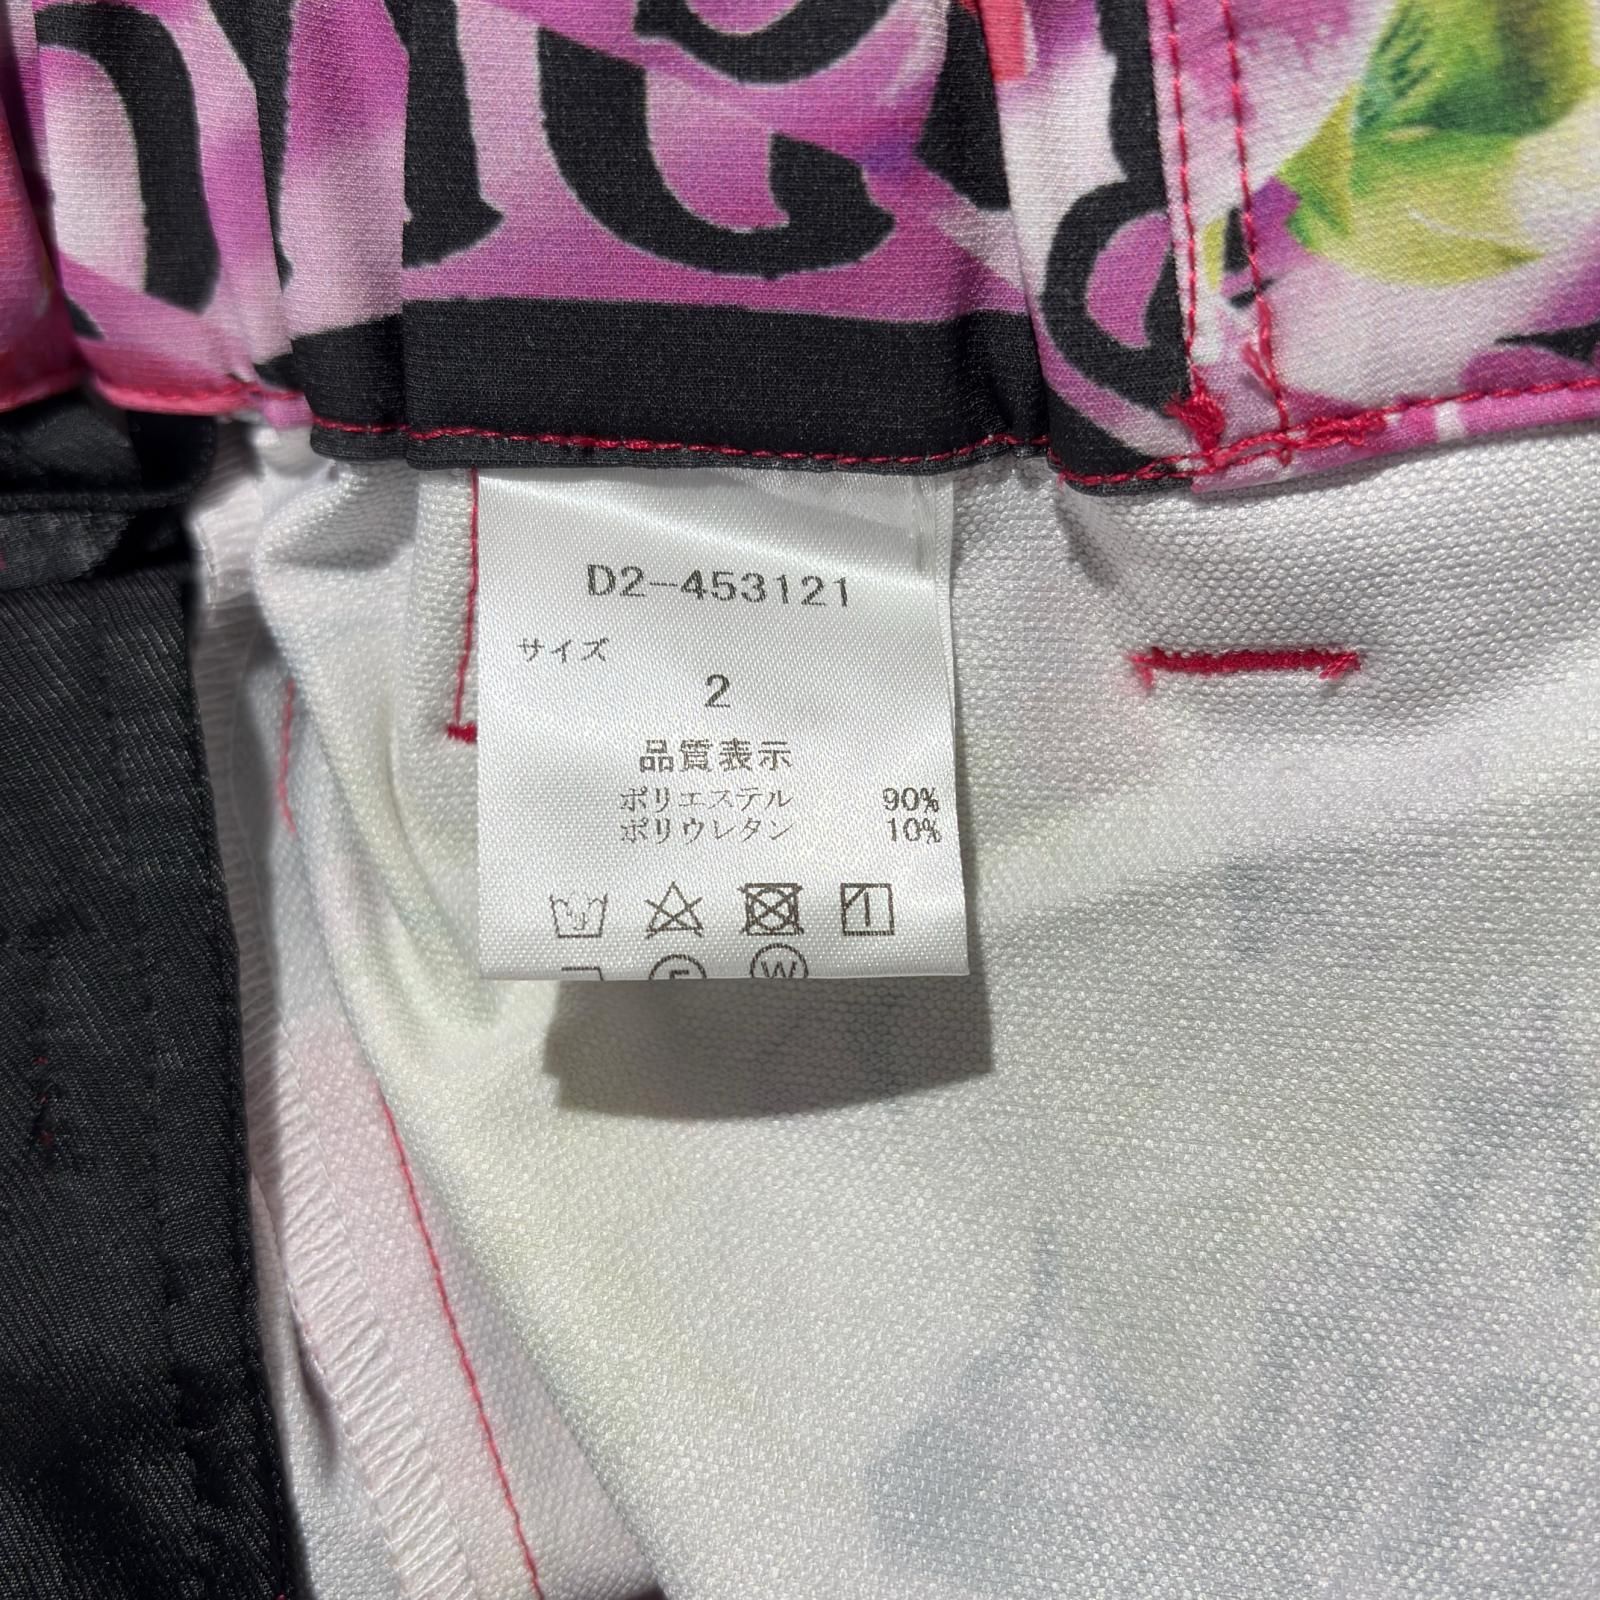 D2-453121
サイズ
2
品質表示
ポリエステル 90%
ポリウレタン 10%
F W